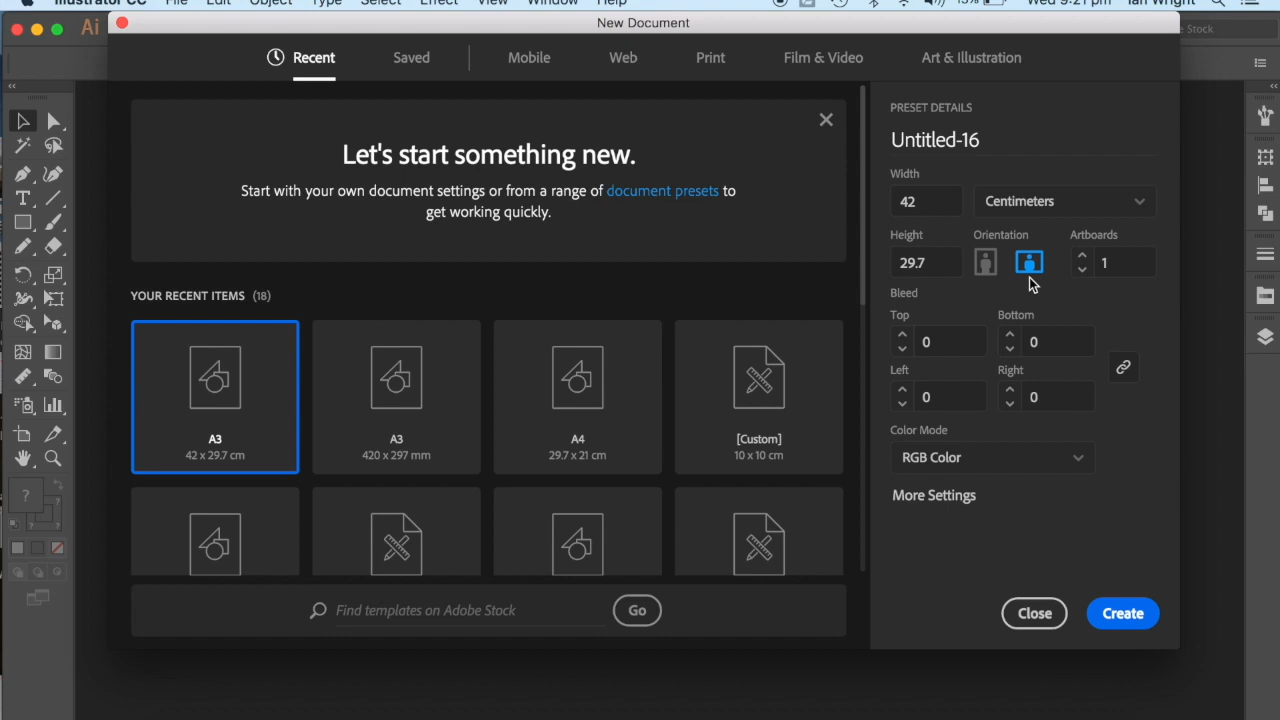 Illustrator CC File Edit Object Type Select Effect View Window Help 13% Wed 9:21 pm Ian Wright
Ai
New Document
Stock
Recent Saved Mobile Web Print Film & Video Art & Illustration
Let's start something new.
Start with your own document settings or from a range of document presets to
get working quickly.
YOUR RECENT ITEMS (18)
A3
42 x 29.7 cm
A3
420 x 297 mm
A4
29.7 x 21 cm
[Custom]
10 x 10 cm
Find templates on Adobe Stock
Go
PRESET DETAILS
Untitled-16
Width
42 Centimeters
Height Orientation Artboards
29.7 1
Bleed
Top Bottom
0 0
Left Right
0 0
Color Mode
RGB Color
More Settings
Close Create